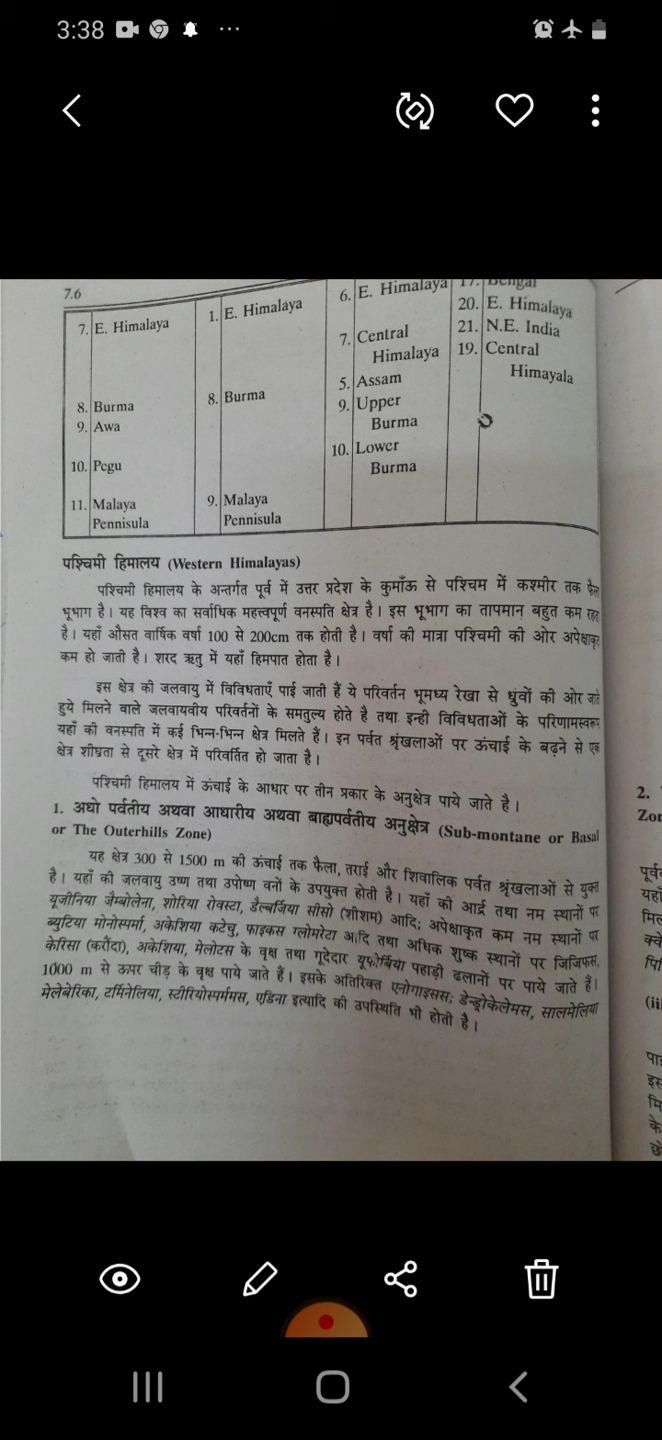 3:38
7.6
7. E. Himalaya 1. E. Himalaya 6. E. Himalaya 17. Bengal
20. E. Himalaya
7. Central 21. N.E. India
Himalaya 19. Central
5. Assam Himayala
8. Burma 8. Burma 9. Upper
9. Awa Burma
10. Pegu 10. Lower
Burma
11. Malaya 9. Malaya
Pennisula Pennisula
पश्चिमी हिमालय (Western Himalayas)
पश्चिमी हिमालय के अन्तर्गत पूर्व में उत्तर प्रदेश के कुमाँऊ से पश्चिम में कश्मीर तक फैला
भूभाग है। यह विश्व का सर्वाधिक महत्त्वपूर्ण वनस्पति क्षेत्र है। इस भूभाग का तापमान बहुत कम रहता
है। यहाँ औसत वार्षिक वर्षा 100 से 200cm तक होती है। वर्षा की मात्रा पश्चिमी की ओर अपेक्षाकृत
कम हो जाती है। शरद ऋतु में यहाँ हिमपात होता है।
इस क्षेत्र की जलवायु में विविधताएँ पाई जाती हैं ये परिवर्तन भूमध्य रेखा से ध्रुवों की ओर जाते
हुये मिलने वाले जलवायवीय परिवर्तनों के समतुल्य होते है तथा इन्ही विविधताओं के परिणामस्वरूप
यहाँ की वनस्पति में कई भिन्न-भिन्न क्षेत्र मिलते हैं। इन पर्वत श्रृंखलाओं पर ऊंचाई के बढ़ने से एक
क्षेत्र शीघ्रता से दूसरे क्षेत्र में परिवर्तित हो जाता है।
पश्चिमी हिमालय में ऊंचाई के आधार पर तीन प्रकार के अनुक्षेत्र पाये जाते है।
1. अधो पर्वतीय अथवा आधारीय अथवा बाह्यपर्वतीय अनुक्षेत्र (Sub-montane or Basal
or The Outerhills Zone)
यह क्षेत्र 300 से 1500 m की ऊंचाई तक फैला, तराई और शिवालिक पर्वत श्रृंखलाओं से युक्त
है। यहाँ की जलवायु उष्ण तथा उपोष्ण वनों के उपयुक्त होती है। यहाँ की आर्द्र तथा नम स्थानों पर
यूजीनिया जैम्बोलेना, शोरिया रोवस्टा, डैल्बर्जिया सीसो (शीशम) आदि; अपेक्षाकृत कम नम स्थानों पर
ब्युटिया मोनोस्पर्मा, अकेशिया कटेचु, फाइकस ग्लोमरेटा आदि तथा अधिक शुष्क स्थानों पर जिजिफस,
केरिसा (करौंदा), अकेशिया, मेलोटस के वृक्ष तथा गूदेदार यूफोर्बिया पहाड़ी ढलानों पर पाये जाते हैं।
1000 m से ऊपर चीड़ के वृक्ष पाये जाते हैं। इसके अतिरिक्त एनोगाइसस; डेन्ड्रोकेलेमस, सालमेलिया
मेलेबेरिका, टर्मिनेलिया, स्टीरियोस्पर्ममस, एडिना इत्यादि की उपस्थिति भी होती है।
2.